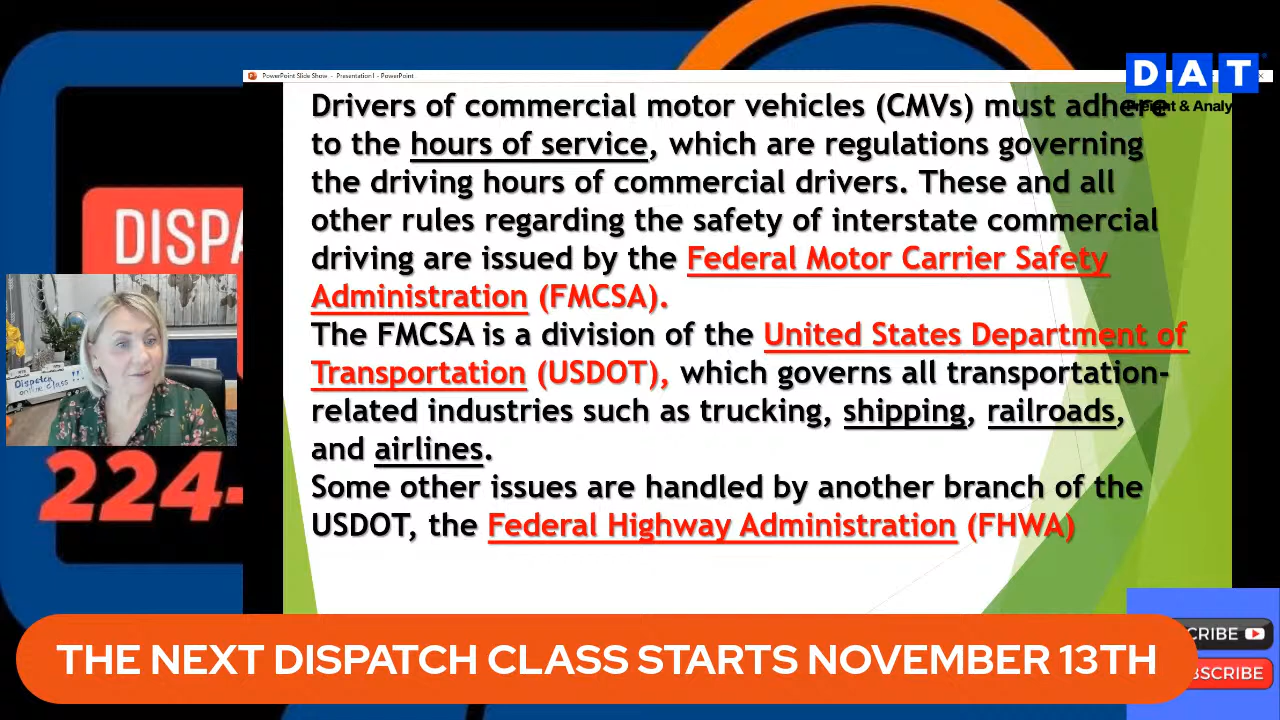 PowerPoint Slide Show - Presentation1 - PowerPoint
DAT
Freight & Analy
Drivers of commercial motor vehicles (CMVs) must adhere
to the hours of service, which are regulations governing
the driving hours of commercial drivers. These and all
other rules regarding the safety of interstate commercial
driving are issued by the Federal Motor Carrier Safety
Administration (FMCSA).
The FMCSA is a division of the United States Department of
Transportation (USDOT), which governs all transportation-
related industries such as trucking, shipping, railroads,
and airlines.
Some other issues are handled by another branch of the
USDOT, the Federal Highway Administration (FHWA)
DISPA
Dispatch
online class!!!
224-
THE NEXT DISPATCH CLASS STARTS NOVEMBER 13TH
CRIBE
BSCRIBE